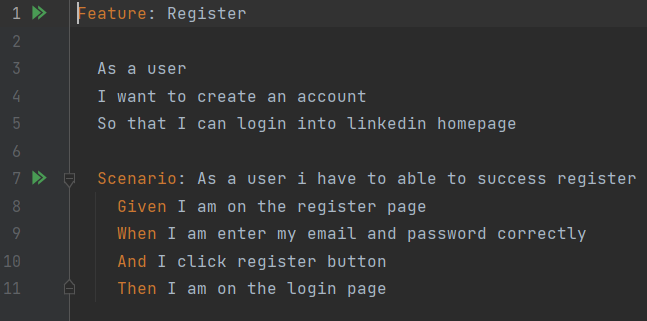 1 Feature: Register
2
3 As a user
4 I want to create an account
5 So that I can login into linkedin homepage
6
7 Scenario: As a user i have to able to success register
8 Given I am on the register page
9 When I am enter my email and password correctly
10 And I click register button
11 Then I am on the login page